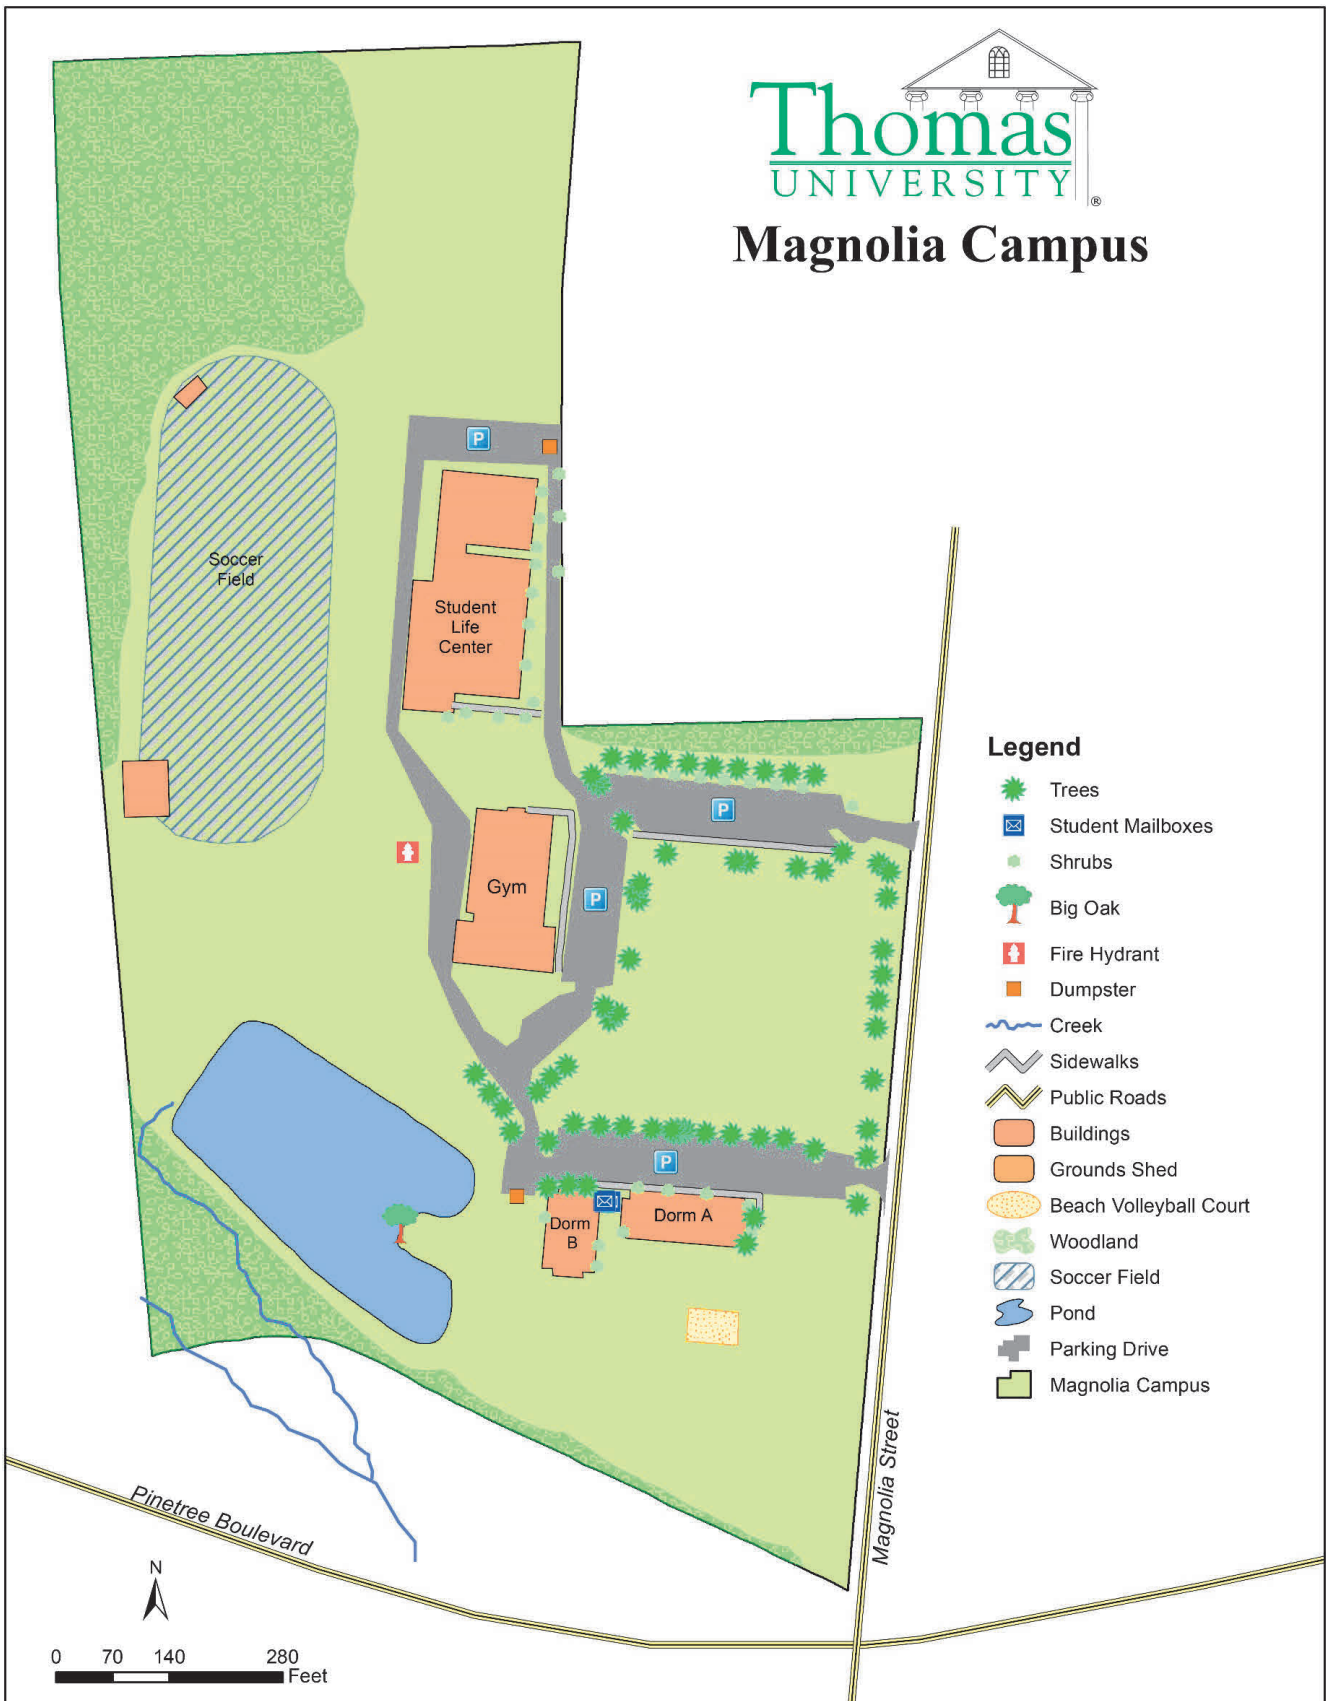 Thomas
UNIVERSITY
®
Magnolia Campus
P
Soccer
Field
Student
Life
Center
P
Gym
P
P
Dorm A
Dorm
B
Legend
Trees
Student Mailboxes
Shrubs
Big Oak
Fire Hydrant
Dumpster
Creek
Sidewalks
Public Roads
Buildings
Grounds Shed
Beach Volleyball Court
Woodland
Soccer Field
Pond
Parking Drive
Magnolia Campus
Magnolia Street
Pinetree Boulevard
N
0 70 140 280
Feet